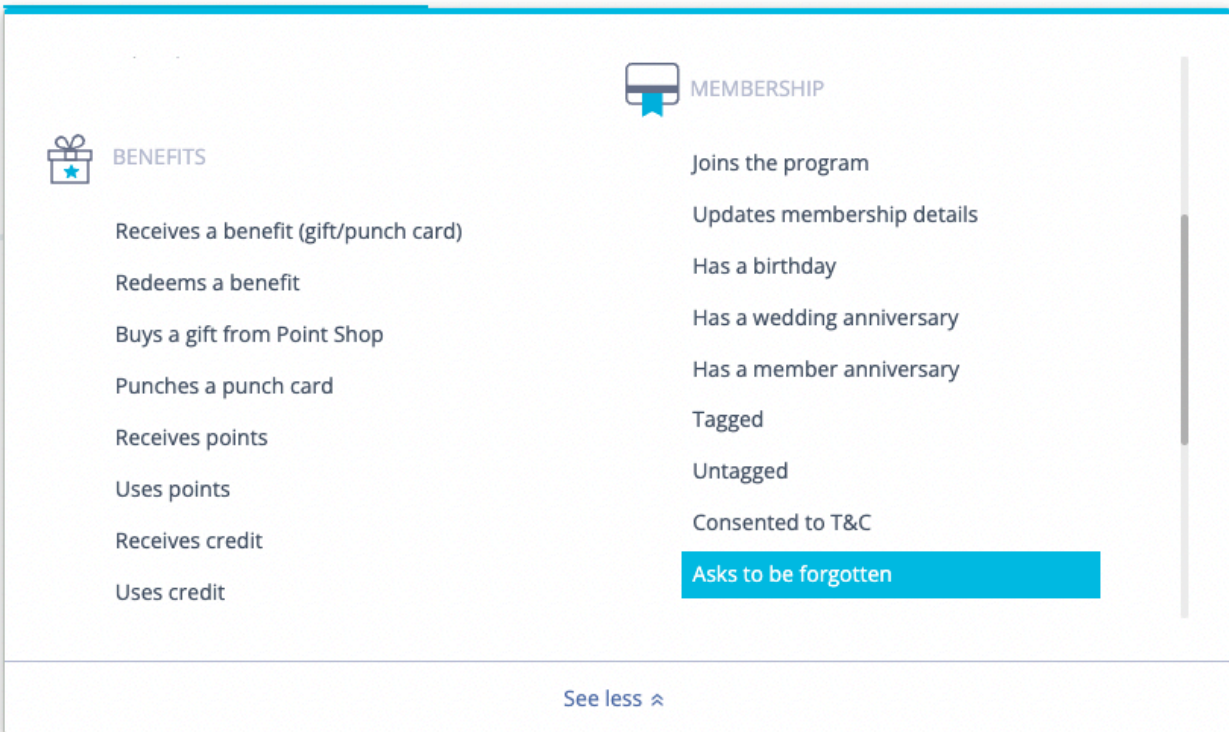 BENEFITS
Receives a benefit (gift/punch card)
Redeems a benefit
Buys a gift from Point Shop
Punches a punch card
Receives points
Uses points
Receives credit
Uses credit
MEMBERSHIP
Joins the program
Updates membership details
Has a birthday
Has a wedding anniversary
Has a member anniversary
Tagged
Untagged
Consented to T&C
Asks to be forgotten
See less